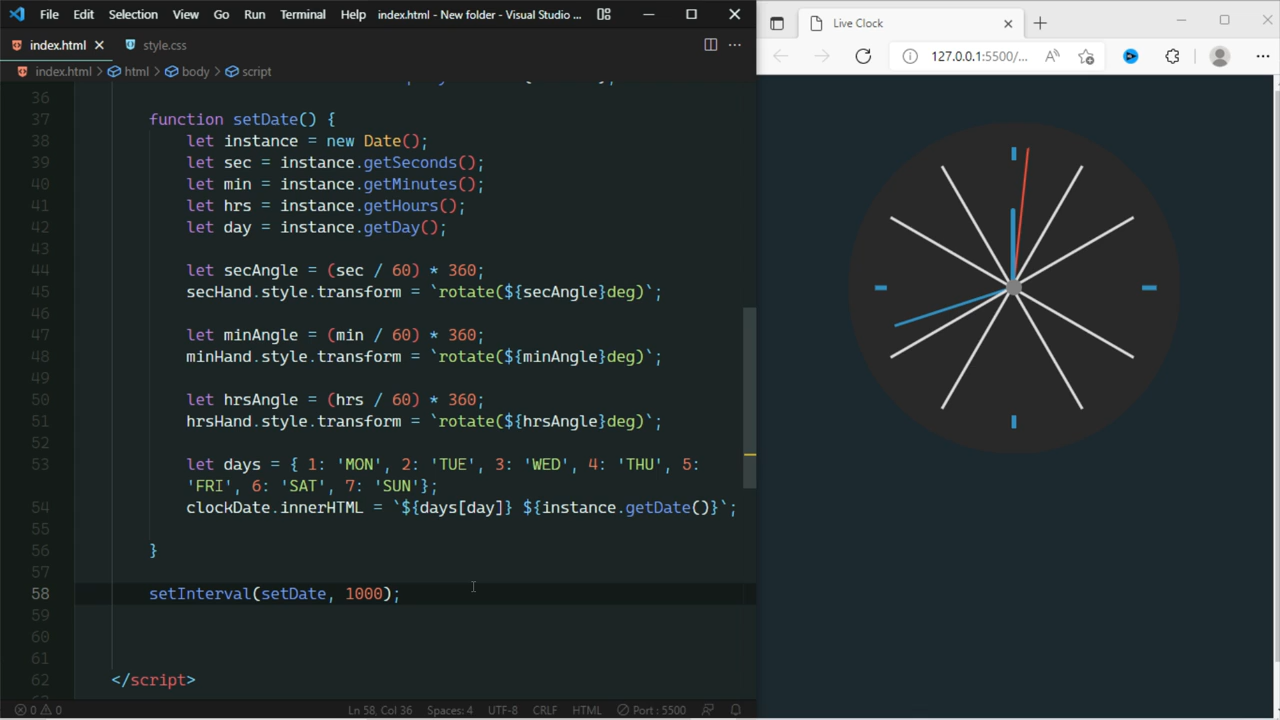 File Edit Selection View Go Run Terminal Help index.html - New folder - Visual Studio ...
index.html style.css
index.html > html > body > script
36
37 function setDate() {
38 let instance = new Date();
39 let sec = instance.getSeconds();
40 let min = instance.getMinutes();
41 let hrs = instance.getHours();
42 let day = instance.getDay();
43
44 let secAngle = (sec / 60) * 360;
45 secHand.style.transform = `rotate(${secAngle}deg)`;
46
47 let minAngle = (min / 60) * 360;
48 minHand.style.transform = `rotate(${minAngle}deg)`;
49
50 let hrsAngle = (hrs / 60) * 360;
51 hrsHand.style.transform = `rotate(${hrsAngle}deg)`;
52
53 let days = { 1: 'MON', 2: 'TUE', 3: 'WED', 4: 'THU', 5:
'FRI', 6: 'SAT', 7: 'SUN'};
54 clockDate.innerHTML = `${days[day]} ${instance.getDate()}`;
55
56 }
57
58 setInterval(setDate, 1000);
59
60
61
62 </script>
0 0 Ln 58, Col 36 Spaces: 4 UTF-8 CRLF HTML Port : 5500
Live Clock
127.0.0.1:5500/...